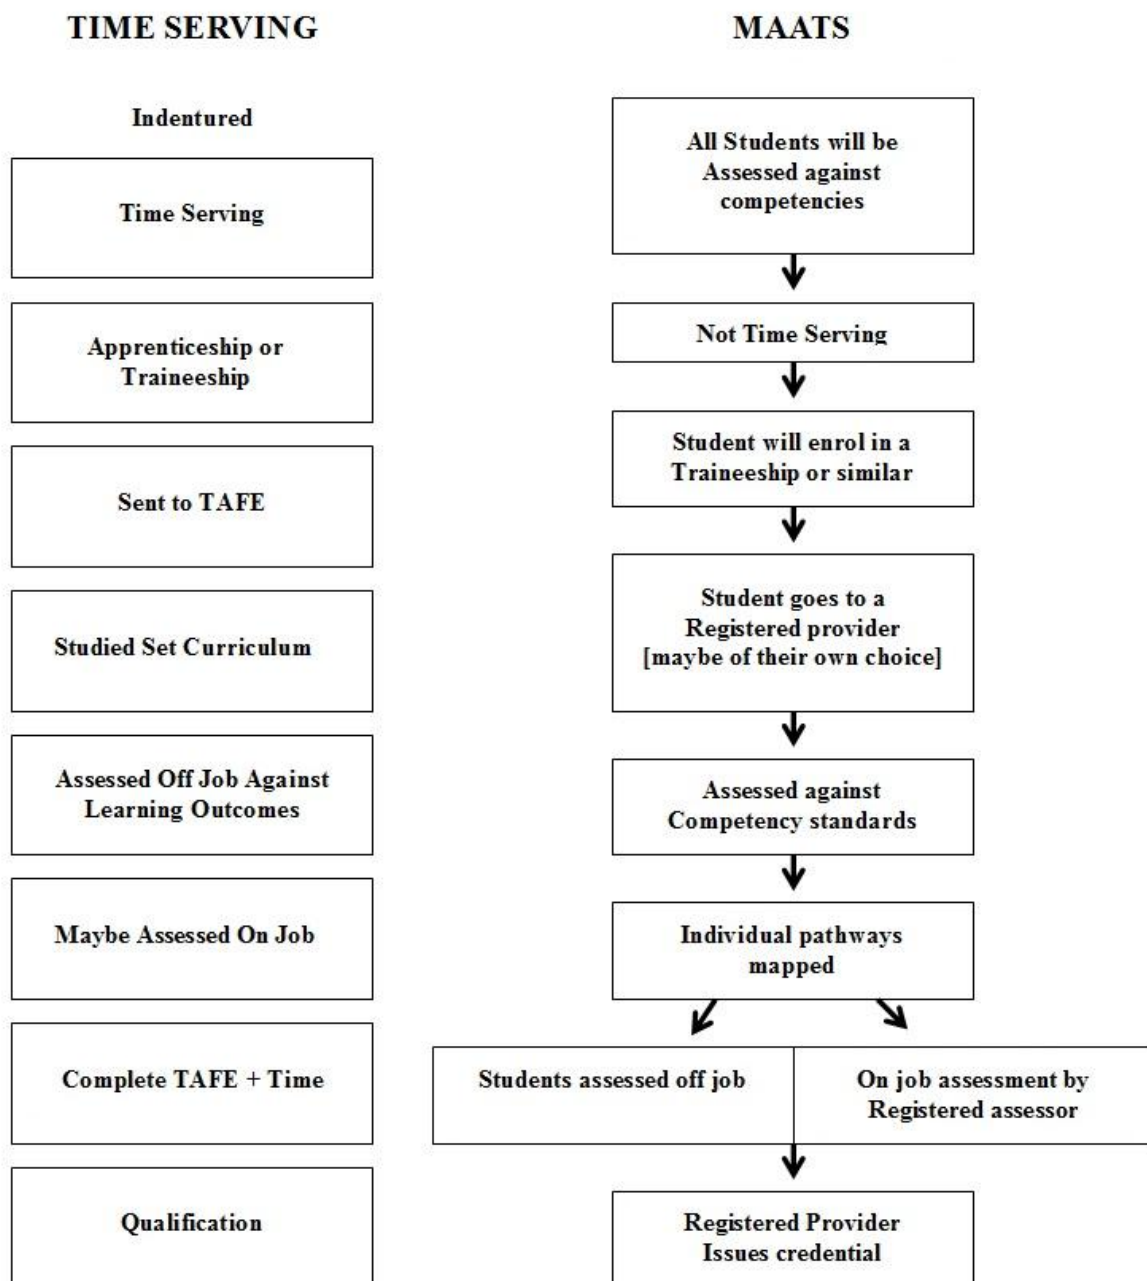 TIME SERVING
Indentured
Time Serving
Apprenticeship or
Traineeship
Sent to TAFE
Studied Set Curriculum
Assessed Off Job Against
Learning Outcomes
Maybe Assessed On Job
Complete TAFE + Time
Qualification
MAATS
All Students will be
Assessed against
competencies
Not Time Serving
Student will enrol in a
Traineeship or similar
Student goes to a
Registered provider
[maybe of their own choice]
Assessed against
Competency standards
Individual pathways
mapped
Students assessed off job
On job assessment by
Registered assessor
Registered Provider
Issues credential